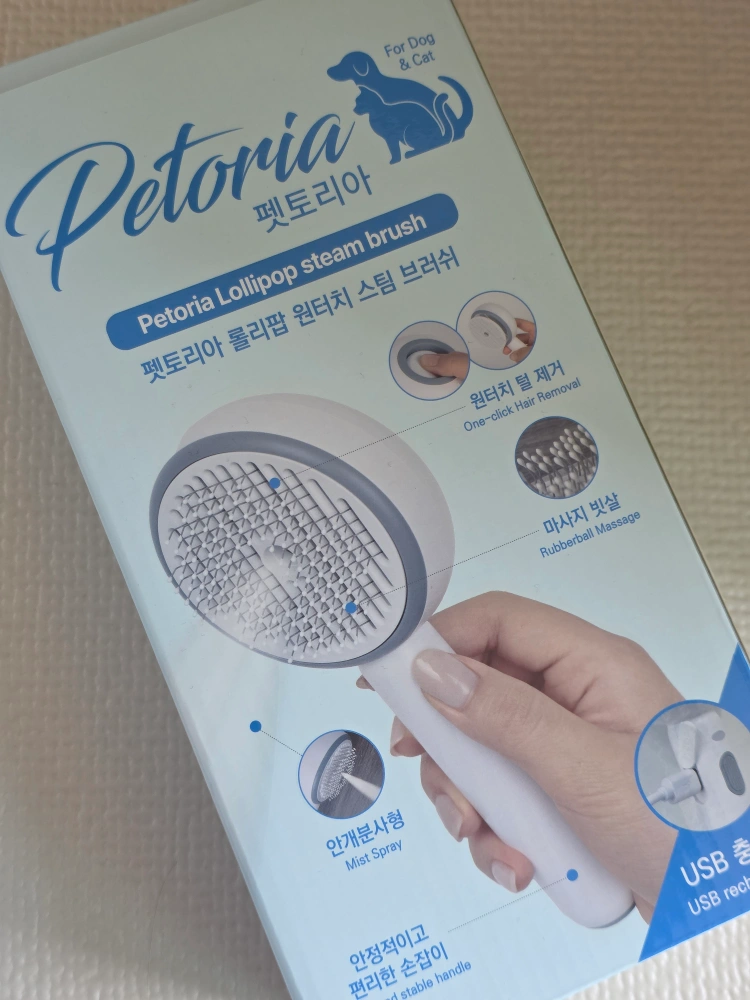 For Dog
& Cat
Petoria
펫토리아
Petoria Lollipop steam brush
펫토리아 롤리팝 원터치 스팀 브러쉬
원터치 털 제거
One-click Hair Removal
마사지 빗살
Rubberball Massage
안개분사형
Mist Spray
USB
USB
안정적이고
편리한 손잡이
stable handle